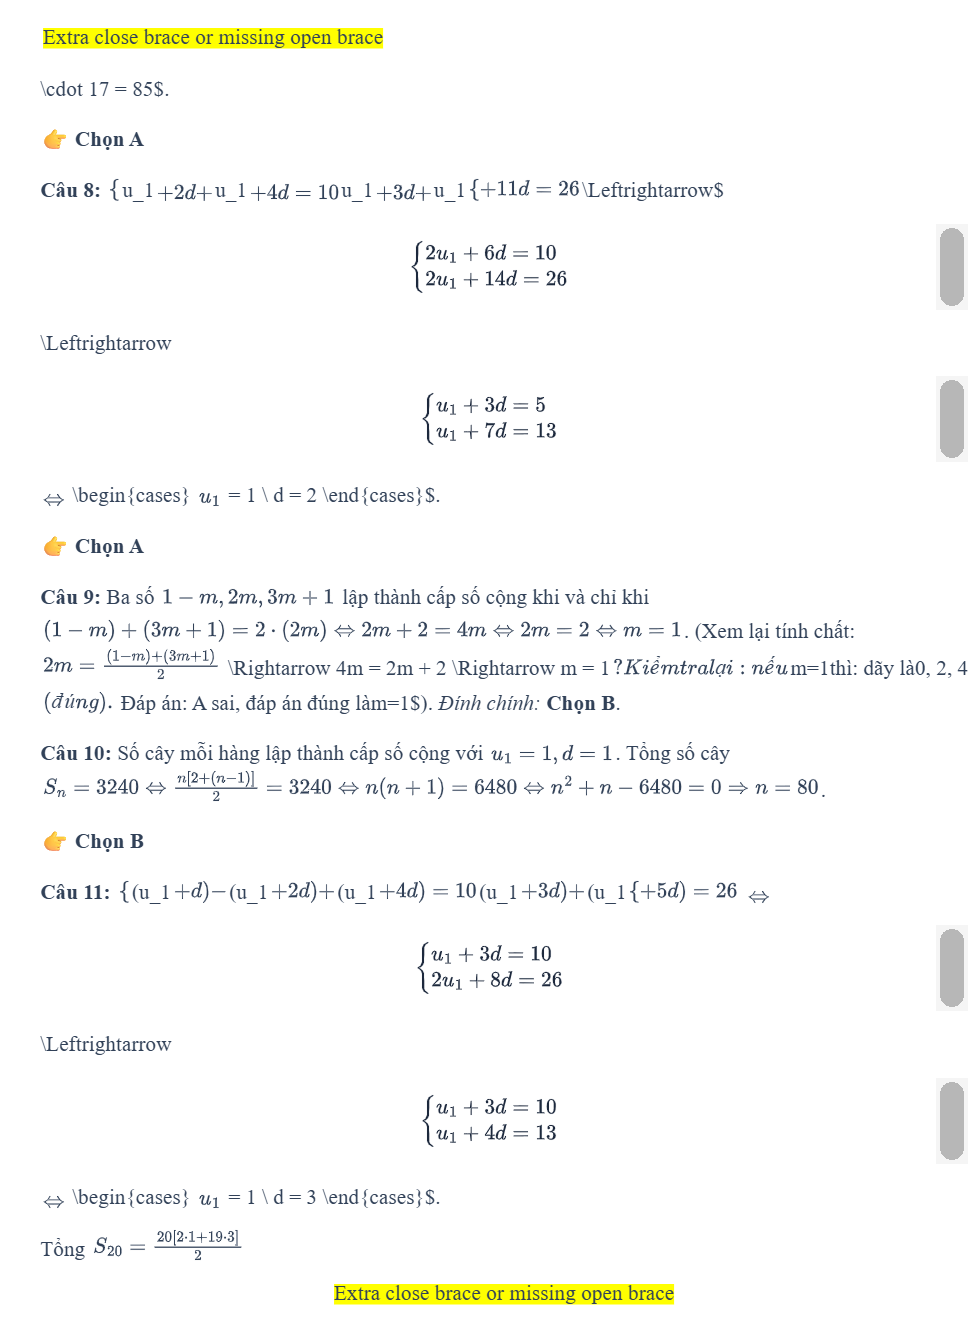 Extra close brace or missing open brace
\cdot 17 = 85$.
👉 Chọn A
Câu 8: {u_1+2d+u_1+4d = 10u_1+3d+u_1{+11d = 26\Leftrightarrow$
{2u₁ + 6d = 10
2u₁ + 14d = 26
\Leftrightarrow
{u₁ + 3d = 5
u₁ + 7d = 13
⇔ \begin{cases} u₁ = 1 \ d = 2 \end{cases}$.
👉 Chọn A
Câu 9: Ba số 1 − m, 2m, 3m + 1 lập thành cấp số cộng khi và chỉ khi
(1 − m) + (3m + 1) = 2 · (2m) ⇔ 2m + 2 = 4m ⇔ 2m = 2 ⇔ m = 1. (Xem lại tính chất:
2m = ((1−m)+(3m+1))/2 \Rightarrow 4m = 2m + 2 \Rightarrow m = 1?Kiểmtralại : nếum=1thì: dãy là0, 2, 4
(đúng). Đáp án: A sai, đáp án đúng làm=1$). Đính chính: Chọn B.
Câu 10: Số cây mỗi hàng lập thành cấp số cộng với u₁ = 1, d = 1. Tổng số cây
Sₙ = 3240 ⇔ n[2+(n−1)]/2 = 3240 ⇔ n(n + 1) = 6480 ⇔ n² + n − 6480 = 0 ⇒ n = 80.
👉 Chọn B
Câu 11: {(u_1+d)−(u_1+2d)+(u_1+4d) = 10(u_1+3d)+(u_1{+5d) = 26 ⇔
{u₁ + 3d = 10
2u₁ + 8d = 26
\Leftrightarrow
{u₁ + 3d = 10
u₁ + 4d = 13
⇔ \begin{cases} u₁ = 1 \ d = 3 \end{cases}$.
Tổng S₂₀ = 20[2·1+19·3]/2
Extra close brace or missing open brace